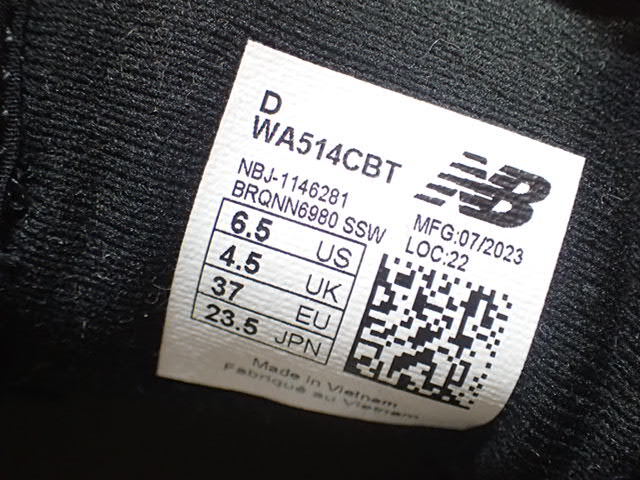 D
WA514CBT
NBJ-1146281
BRQNN6980 SSW
6.5 US
4.5 UK
37 EU
23.5 JPN
NB
MFG:07/2023
LOC:22
Made in Vietnam
Fabriqué au Vietnam